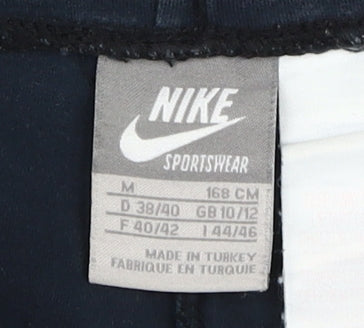 NIKE
SPORTSWEAR
M 168 CM
D 38/40 GB 10/12
F 40/42 I 44/46
MADE IN TURKEY
FABRIQUE EN TURQUIE